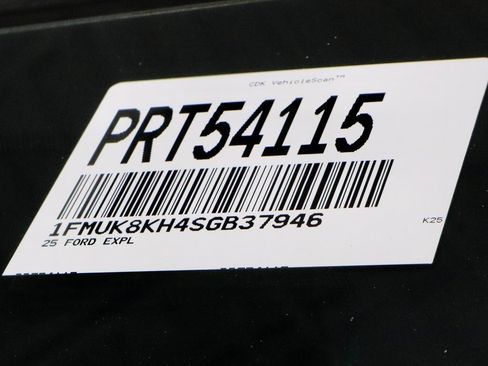 CDK VehicleScan™
PRT54115
1FMUK8KH4SGB37946
25 FORD EXPL
K25